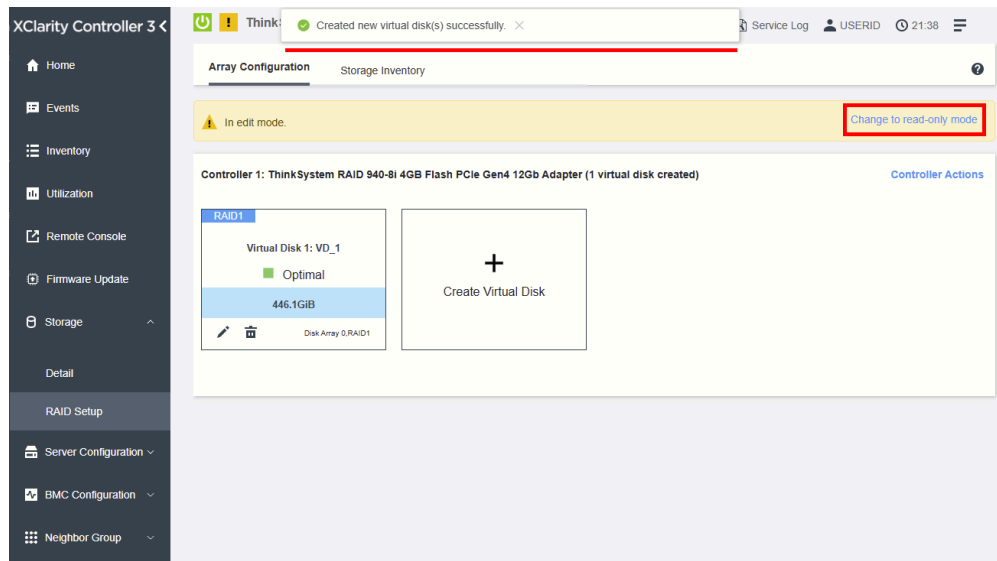 XClarity Controller 3
Think
Created new virtual disk(s) successfully.
Service Log
USERID
21:38
Home
Events
Inventory
Utilization
Remote Console
Firmware Update
Storage
Detail
RAID Setup
Server Configuration
BMC Configuration
Neighbor Group
Array Configuration
Storage Inventory
In edit mode.
Change to read-only mode
Controller 1: ThinkSystem RAID 940-8i 4GB Flash PCIe Gen4 12Gb Adapter (1 virtual disk created)
Controller Actions
RAID1
Virtual Disk 1: VD_1
Optimal
446.1GiB
Disk Array 0,RAID1
Create Virtual Disk